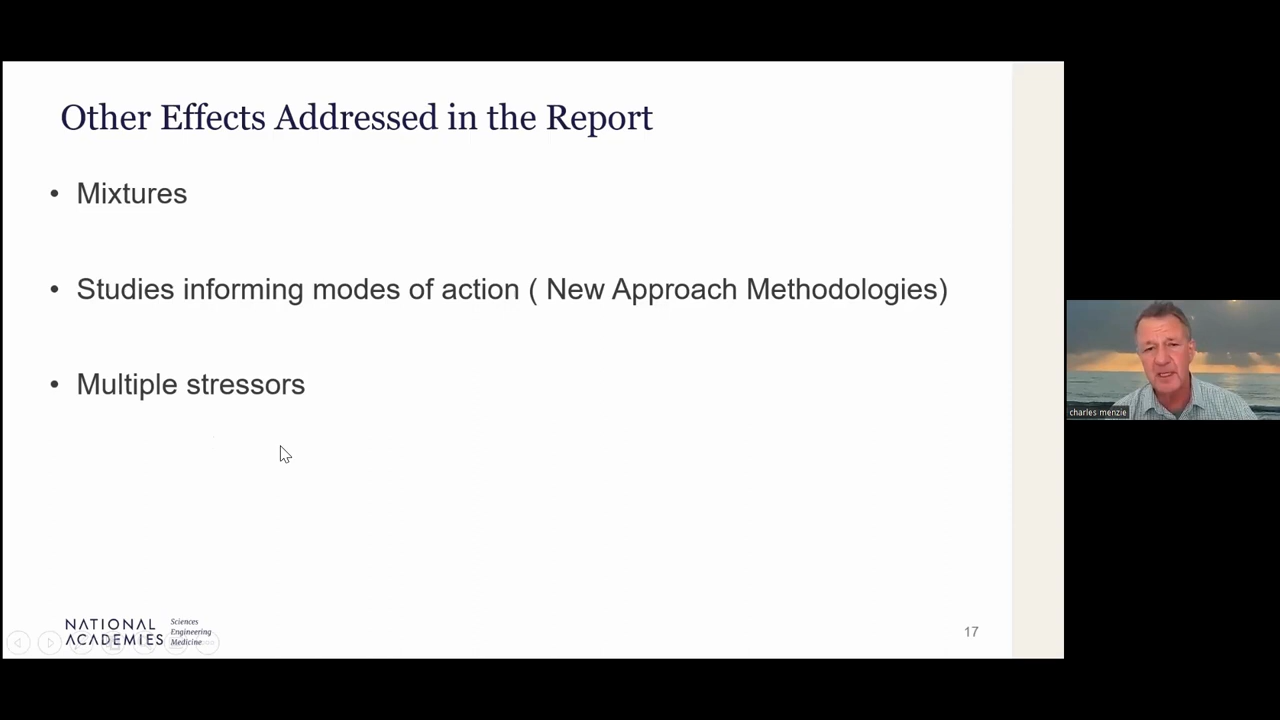 Other Effects Addressed in the Report
• Mixtures
• Studies informing modes of action ( New Approach Methodologies)
• Multiple stressors
NATIONAL
ACADEMIES
Sciences
Engineering
Medicine
17
charles menzie